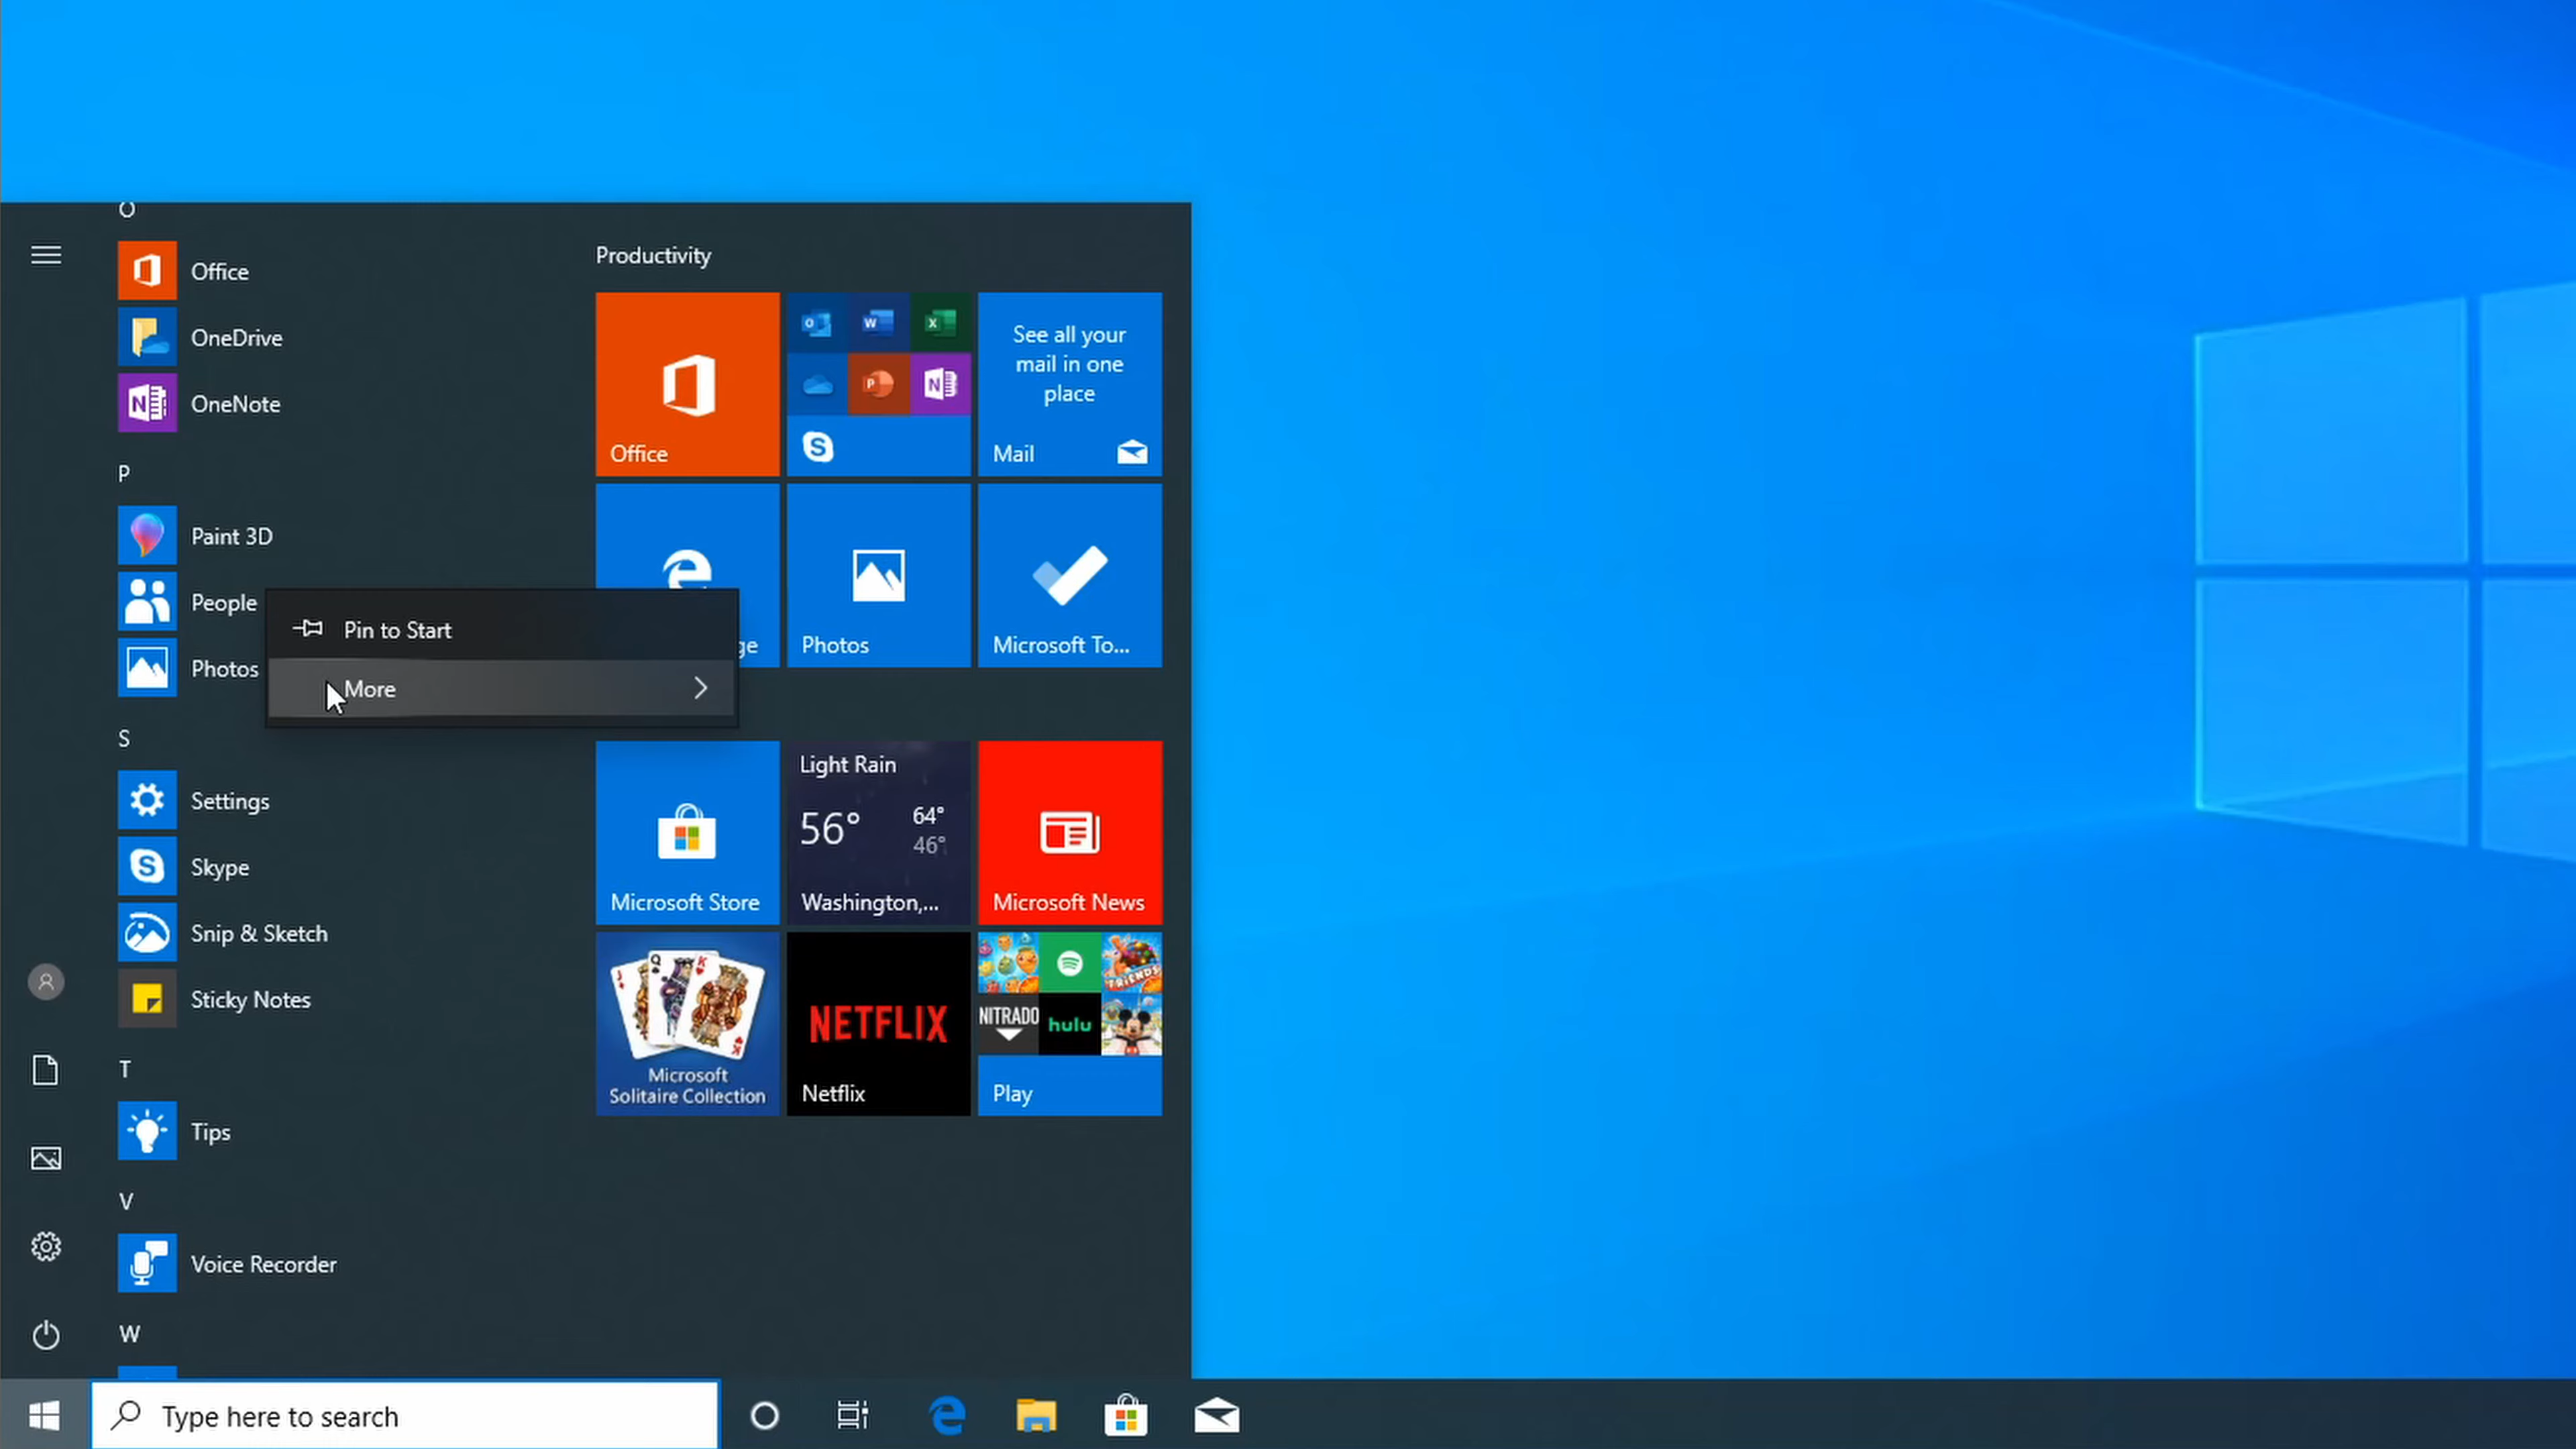 O
Office
OneDrive
OneNote
P
Paint 3D
People
Photos
S
Settings
Skype
Snip & Sketch
Sticky Notes
T
Tips
V
Voice Recorder
W
Pin to Start
More
Productivity
Office
See all your
mail in one
place
Mail
ge
Photos
Microsoft To...
Microsoft Store
Light Rain
56°
64°
46°
Washington,...
Microsoft News
Microsoft
Solitaire Collection
NETFLIX
Netflix
FRIENDS
NITRADO
hulu
Play
Type here to search